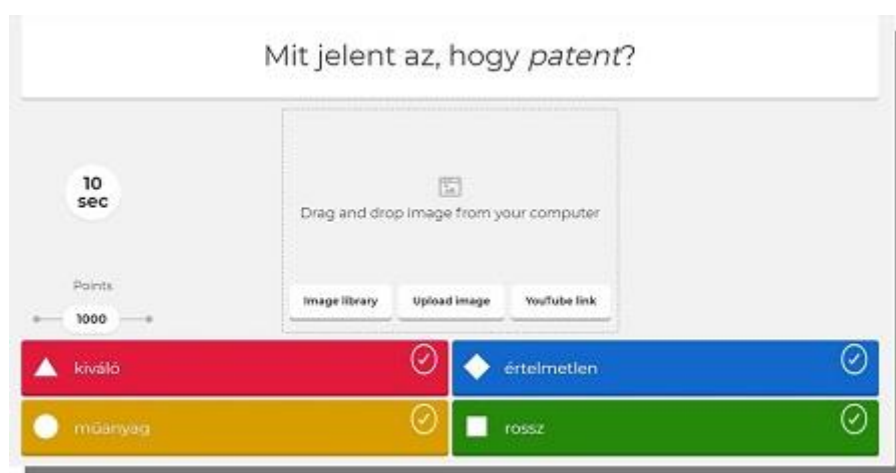 Mit jelent az, hogy patent?
10
sec
Drag and drop image from your computer
Points
1000
Image library
Upload image
YouTube link
kiváló
értelmetlen
műanyag
rossz